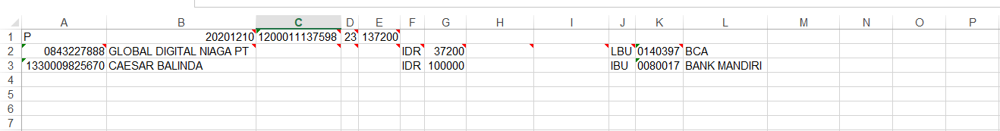 A B C D E F G H I J K L M N O P
1 P 20201210 1200011137598 23 137200
2 0843227888 GLOBAL DIGITAL NIAGA PT IDR 37200 LBU 0140397 BCA
3 1330009825670 CAESAR BALINDA IDR 100000 IBU 0080017 BANK MANDIRI
4
5
6
7